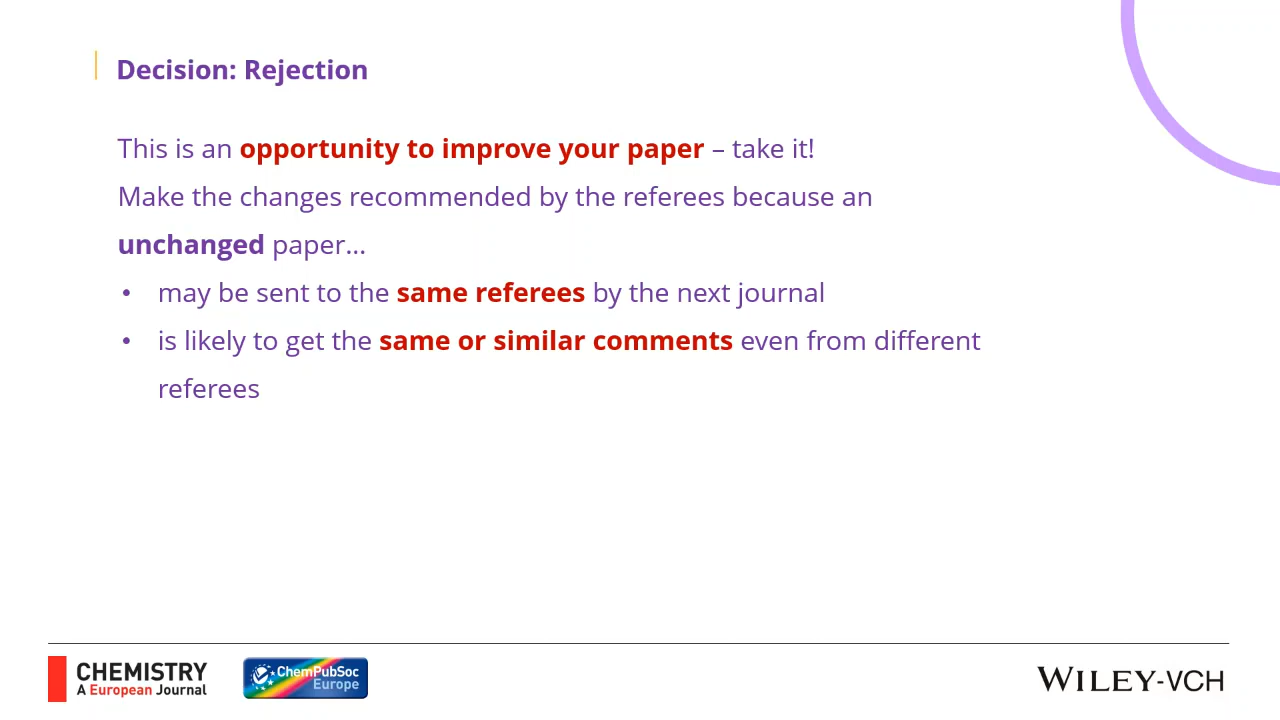 Decision: Rejection
This is an opportunity to improve your paper – take it!
Make the changes recommended by the referees because an
unchanged paper...
• may be sent to the same referees by the next journal
• is likely to get the same or similar comments even from different
referees
CHEMISTRY
A European Journal
ChemPubSoc
Europe
WILEY-VCH